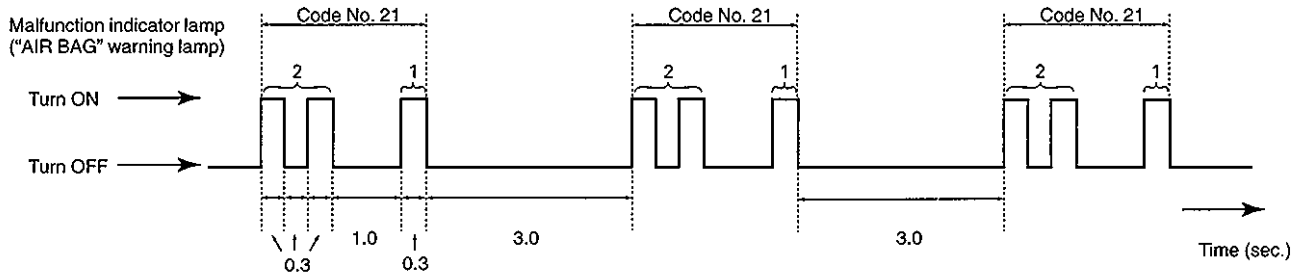 Code No. 21 Code No. 21 Code No. 21
Malfunction indicator lamp
("AIR BAG" warning lamp)
2 1 2 1 2 1
Turn ON
Turn OFF
1.0 3.0 3.0
0.3 0.3
Time (sec.)